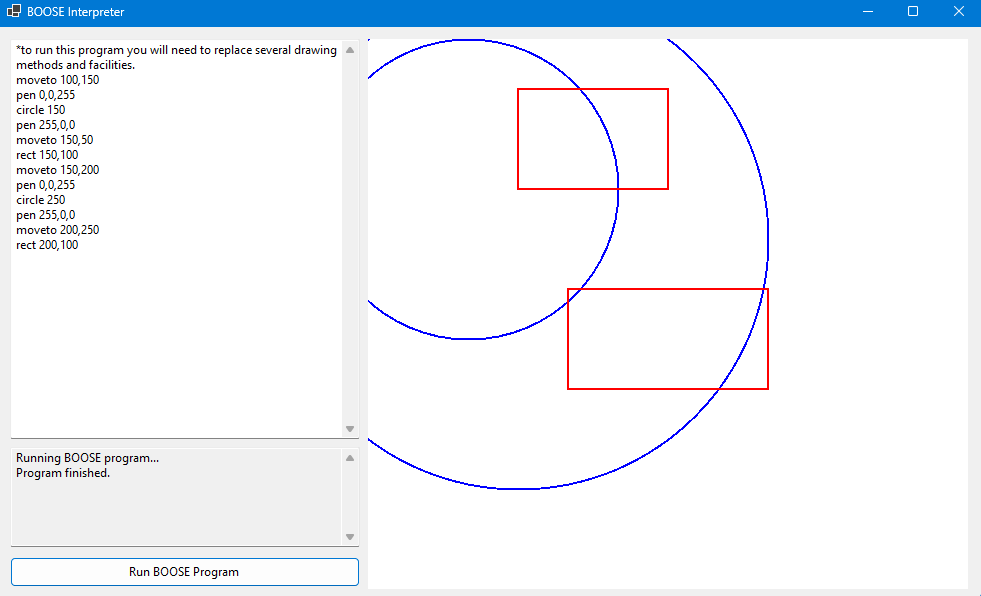 BOOSE Interpreter
*to run this program you will need to replace several drawing
methods and facilities.
moveto 100,150
pen 0,0,255
circle 150
pen 255,0,0
moveto 150,50
rect 150,100
moveto 150,200
pen 0,0,255
circle 250
pen 255,0,0
moveto 200,250
rect 200,100
Running BOOSE program...
Program finished.
Run BOOSE Program